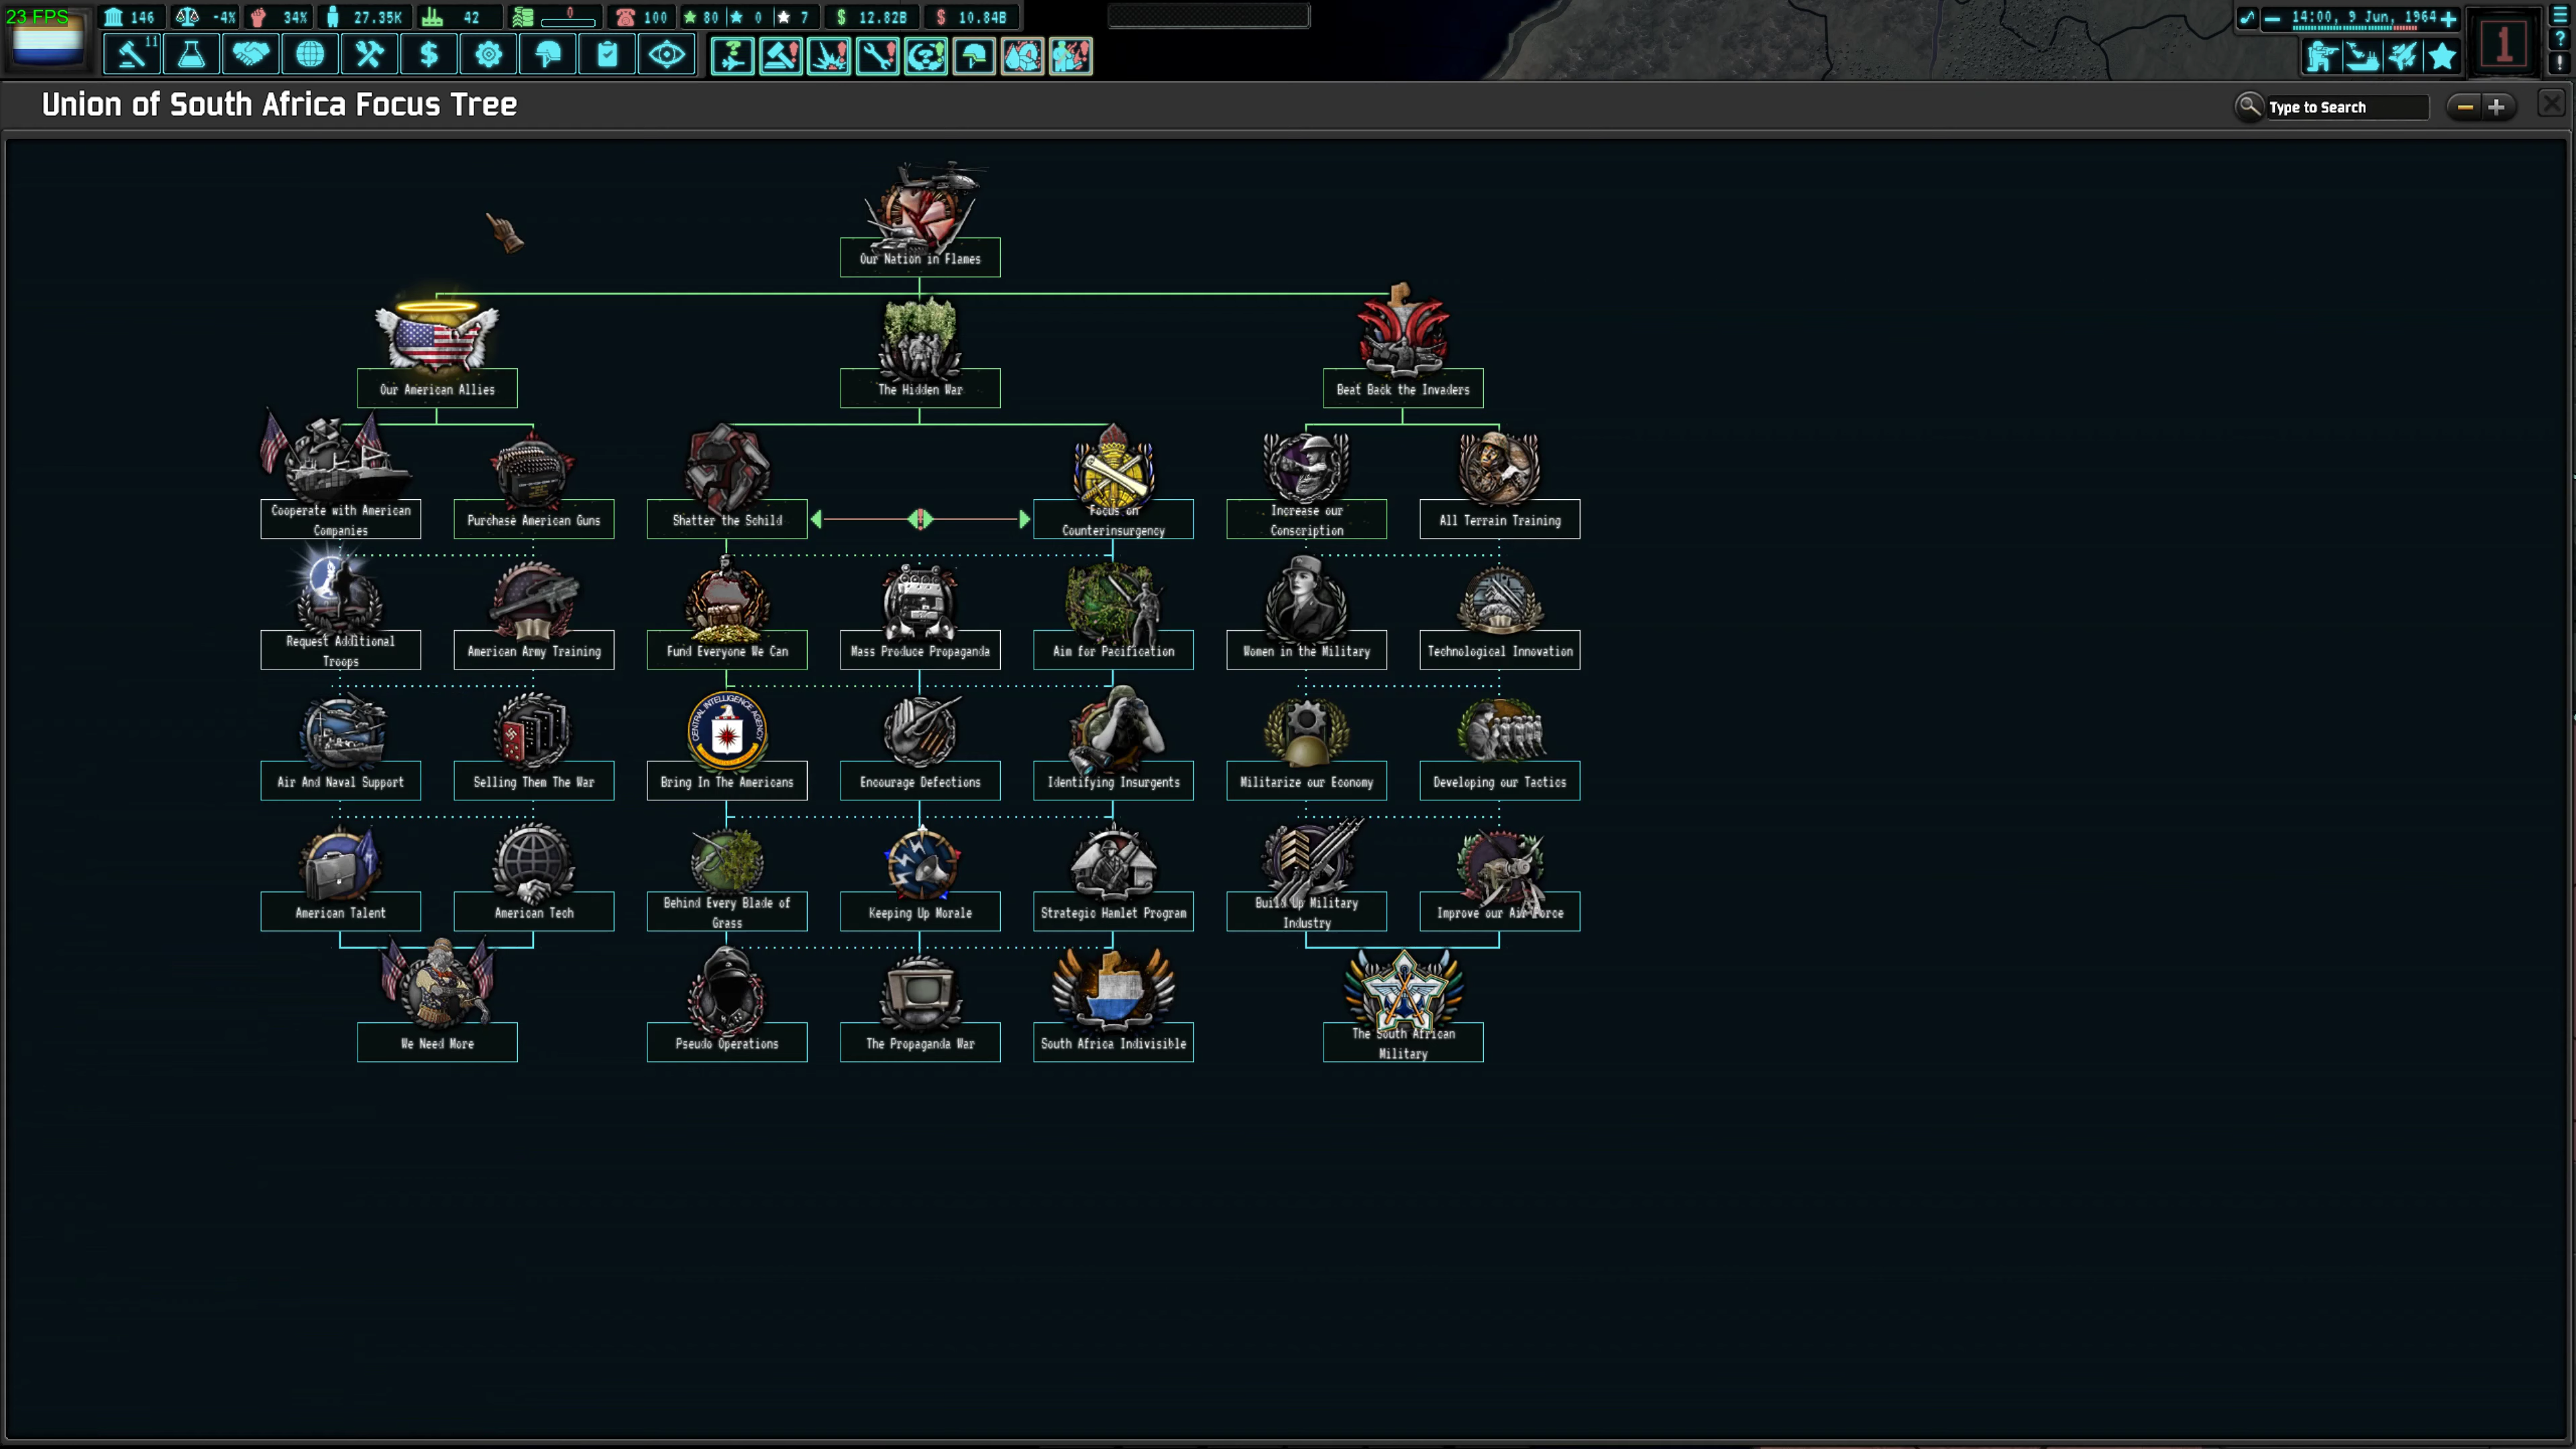 23 FPS
146 -4% 34% 27.35K 42 0 100 80 0 7 $ 12.82B $ 10.84B
14:00, 9 Jun, 1964
11
1
Union of South Africa Focus Tree
Type to Search
Our Nation in Flames
Our American Allies
The Hidden War
Beat Back the Invaders
Cooperate with American
Companies
Purchase American Guns
Shatter the Schild
Focus on
Counterinsurgency
Increase our
Conscription
All Terrain Training
Request Additional
Troops
American Army Training
Fund Everyone We Can
Mass Produce Propaganda
Aim for Pacification
Women in the Military
Technological Innovation
CENTRAL INTELLIGENCE AGENCY
Air And Naval Support
Selling Them The War
Bring In The Americans
Encourage Defections
Identifying Insurgents
Militarize our Economy
Developing our Tactics
American Talent
American Tech
Behind Every Blade of
Grass
Keeping Up Morale
Strategic Hamlet Program
Build Up Military
Industry
Improve our Air Force
We Need More
Pseudo Operations
The Propaganda War
South Africa Indivisible
The South African
Military